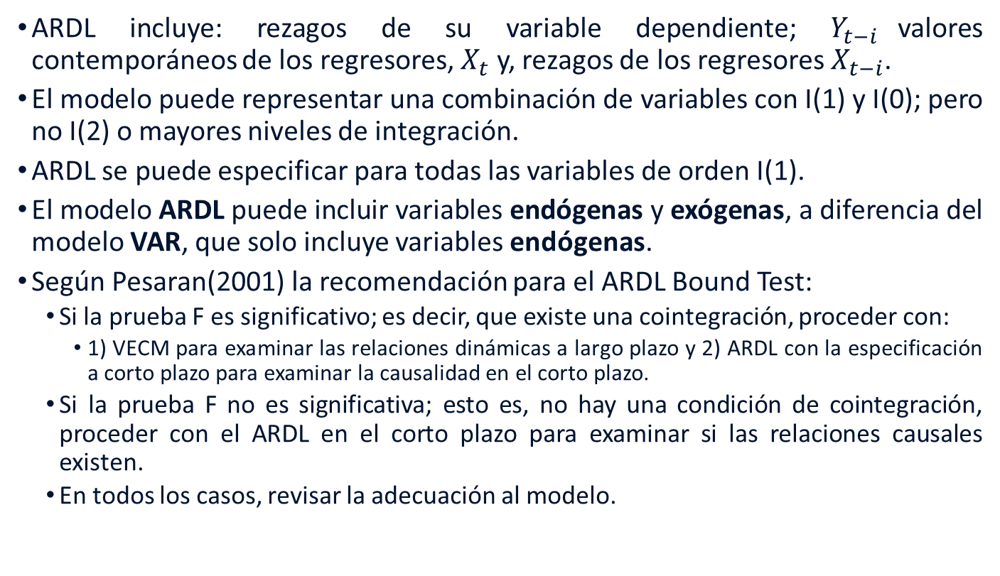 • ARDL incluye: rezagos de su variable dependiente; Y_{t−i} valores
contemporáneos de los regresores, X_t y, rezagos de los regresores X_{t−i}.
• El modelo puede representar una combinación de variables con I(1) y I(0); pero
no I(2) o mayores niveles de integración.
• ARDL se puede especificar para todas las variables de orden I(1).
• El modelo ARDL puede incluir variables endógenas y exógenas, a diferencia del
modelo VAR, que solo incluye variables endógenas.
• Según Pesaran(2001) la recomendación para el ARDL Bound Test:
• Si la prueba F es significativo; es decir, que existe una cointegración, proceder con:
• 1) VECM para examinar las relaciones dinámicas a largo plazo y 2) ARDL con la especificación
a corto plazo para examinar la causalidad en el corto plazo.
• Si la prueba F no es significativa; esto es, no hay una condición de cointegración,
proceder con el ARDL en el corto plazo para examinar si las relaciones causales
existen.
• En todos los casos, revisar la adecuación al modelo.